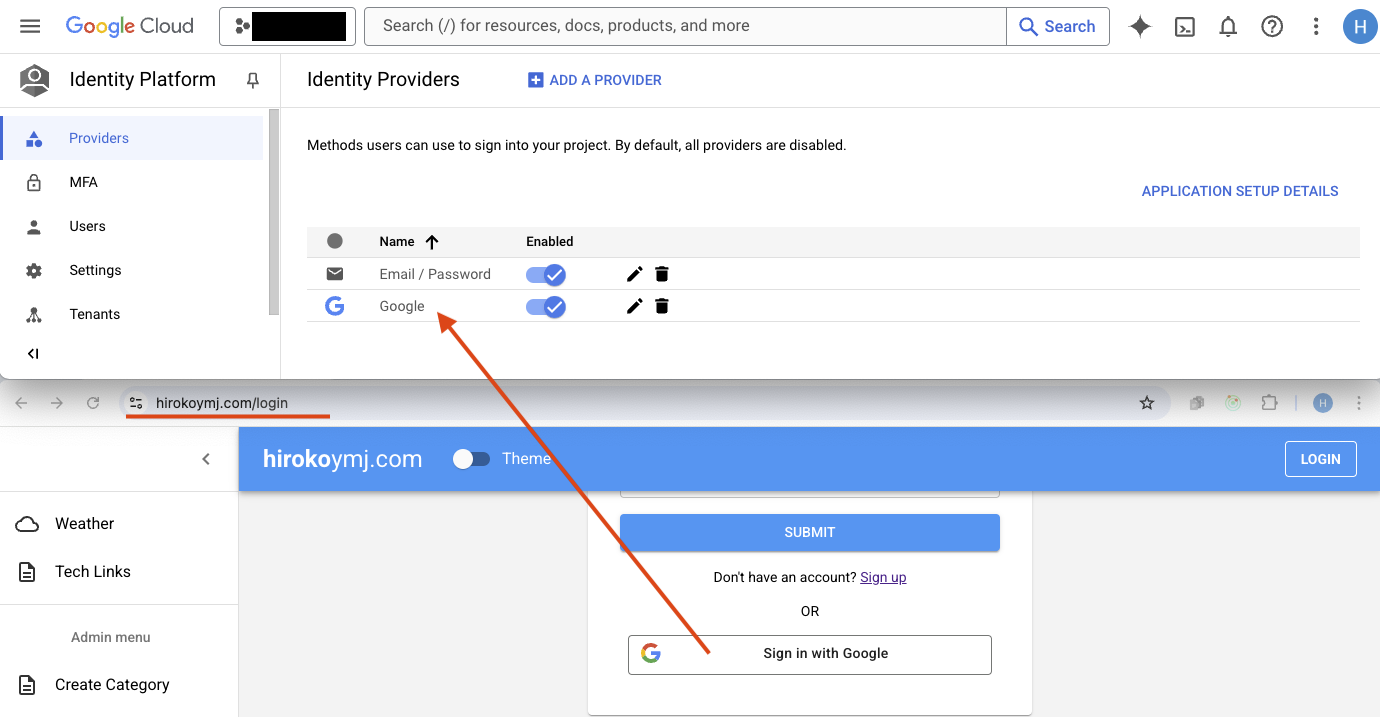 Google Cloud
Search (/) for resources, docs, products, and more
Search
H
Identity Platform
Identity Providers
ADD A PROVIDER
Providers
MFA
Users
Settings
Tenants
Methods users can use to sign into your project. By default, all providers are disabled.
APPLICATION SETUP DETAILS
Name
Enabled
Email / Password
Google
hirokoymj.com/login
H
hirokoymj.com
Theme
LOGIN
Weather
Tech Links
Admin menu
Create Category
SUBMIT
Don't have an account? Sign up
OR
Sign in with Google